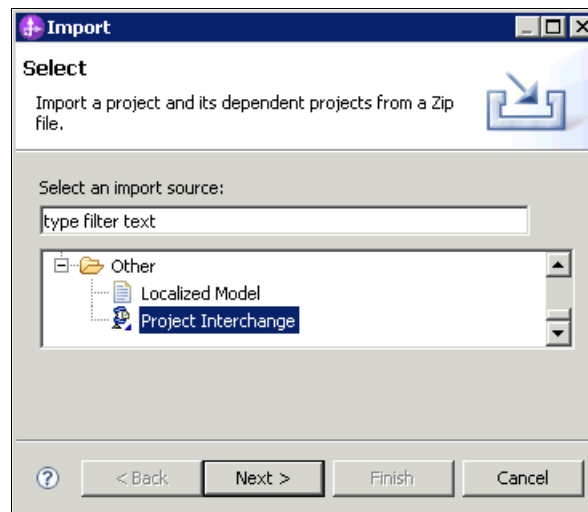 Import
Select
Import a project and its dependent projects from a Zip
file.
Select an import source:
type filter text
Other
Localized Model
Project Interchange
? < Back Next > Finish Cancel